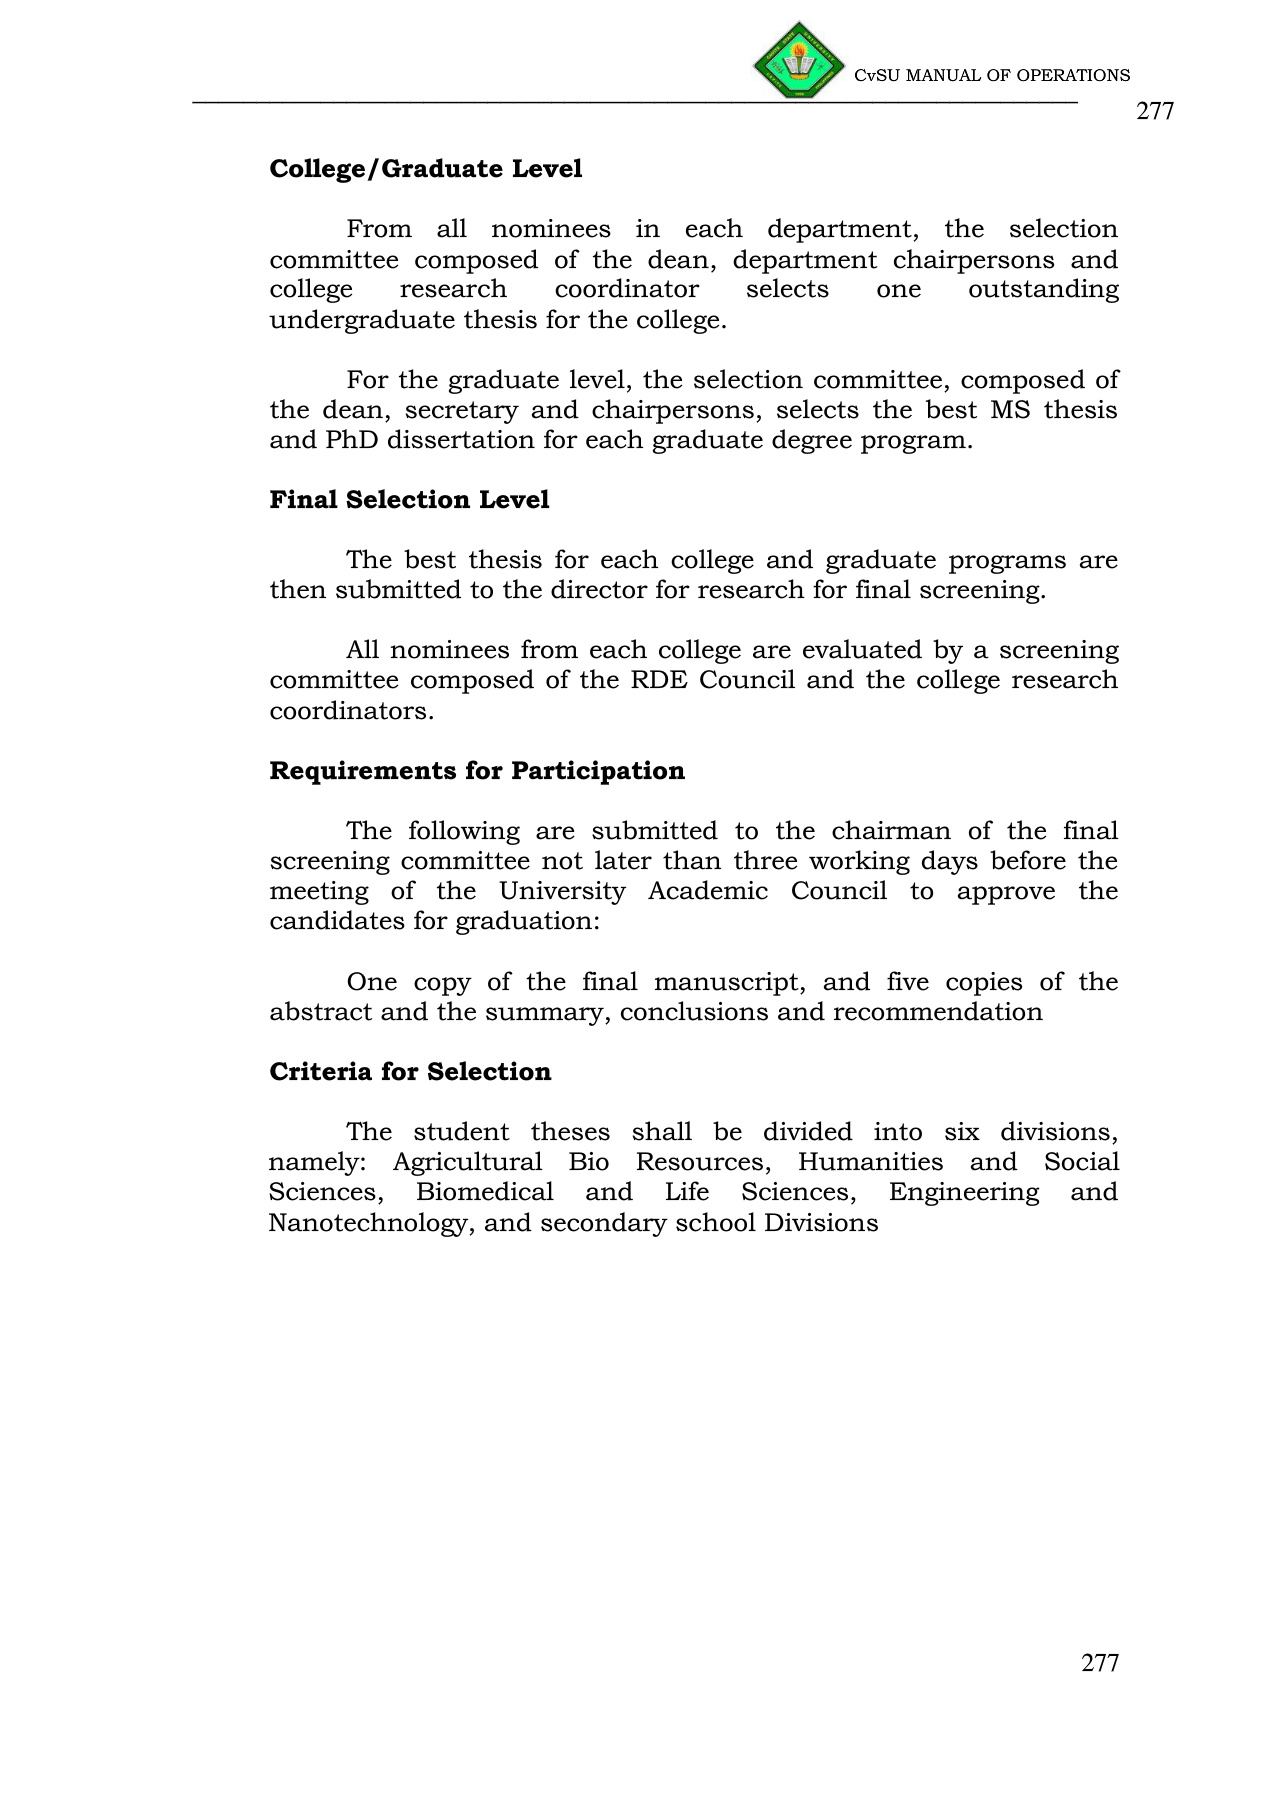 CvSU MANUAL OF OPERATIONS
277
College/Graduate Level
From all nominees in each department, the selection
committee composed of the dean, department chairpersons and
college research coordinator selects one outstanding
undergraduate thesis for the college.
For the graduate level, the selection committee, composed of
the dean, secretary and chairpersons, selects the best MS thesis
and PhD dissertation for each graduate degree program.
Final Selection Level
The best thesis for each college and graduate programs are
then submitted to the director for research for final screening.
All nominees from each college are evaluated by a screening
committee composed of the RDE Council and the college research
coordinators.
Requirements for Participation
The following are submitted to the chairman of the final
screening committee not later than three working days before the
meeting of the University Academic Council to approve the
candidates for graduation:
One copy of the final manuscript, and five copies of the
abstract and the summary, conclusions and recommendation
Criteria for Selection
The student theses shall be divided into six divisions,
namely: Agricultural Bio Resources, Humanities and Social
Sciences, Biomedical and Life Sciences, Engineering and
Nanotechnology, and secondary school Divisions
277